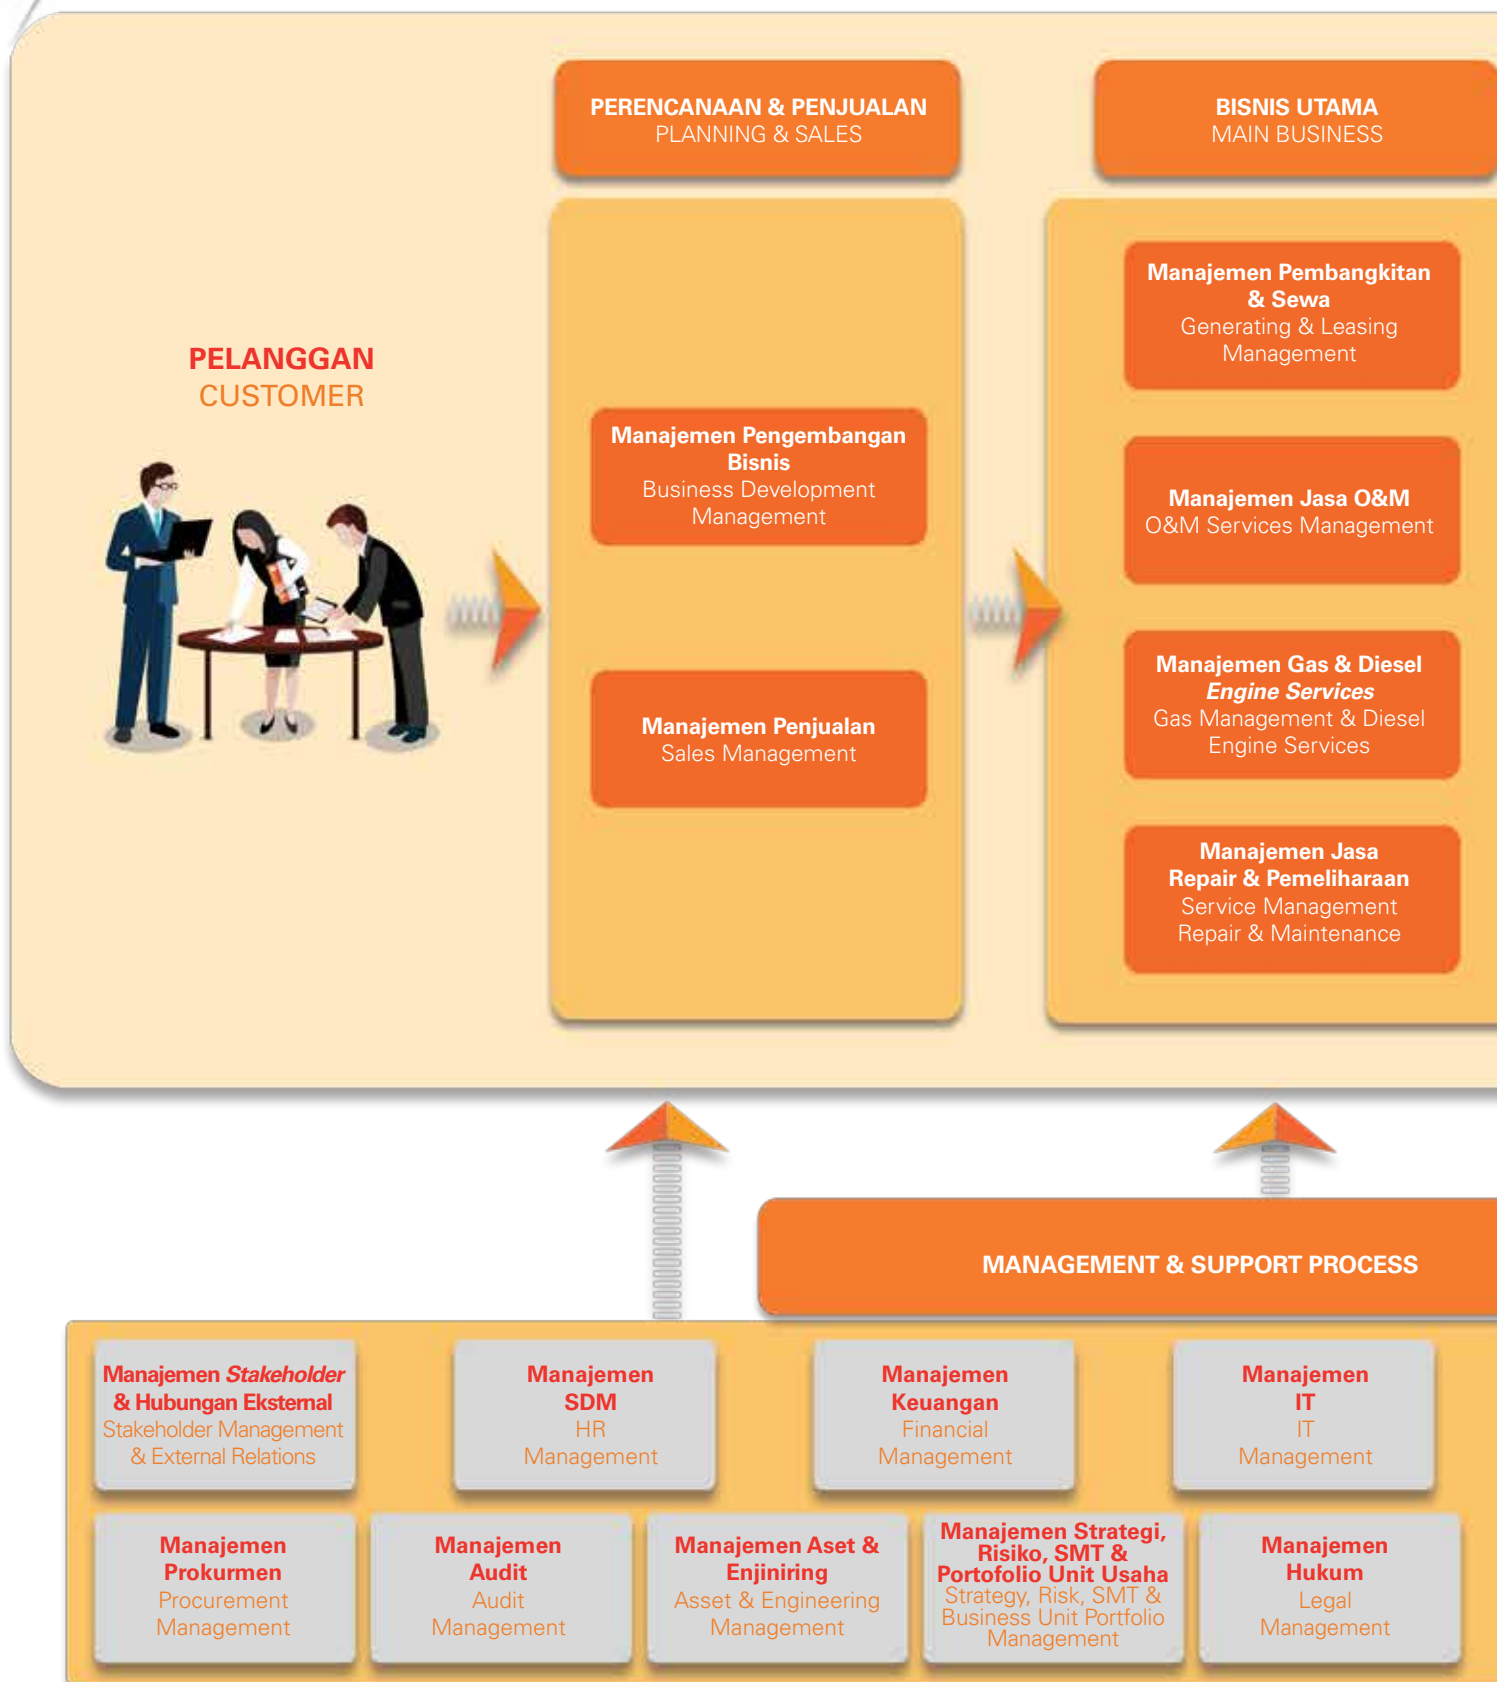 PERENCANAAN & PENJUALAN
PLANNING & SALES
BISNIS UTAMA
MAIN BUSINESS
PELANGGAN
CUSTOMER
Manajemen Pengembangan
Bisnis
Business Development
Management
Manajemen Penjualan
Sales Management
Manajemen Pembangkitan
& Sewa
Generating & Leasing
Management
Manajemen Jasa O&M
O&M Services Management
Manajemen Gas & Diesel
Engine Services
Gas Management & Diesel
Engine Services
Manajemen Jasa
Repair & Pemeliharaan
Service Management
Repair & Maintenance
MANAGEMENT & SUPPORT PROCESS
Manajemen Stakeholder
& Hubungan Eksternal
Stakeholder Management
& External Relations
Manajemen
SDM
HR
Management
Manajemen
Keuangan
Financial
Management
Manajemen
IT
IT
Management
Manajemen
Prokurmen
Procurement
Management
Manajemen
Audit
Audit
Management
Manajemen Aset &
Enjiniring
Asset & Engineering
Management
Manajemen Strategi,
Risiko, SMT &
Portofolio Unit Usaha
Strategy, Risk, SMT &
Business Unit Portfolio
Management
Manajemen
Hukum
Legal
Management